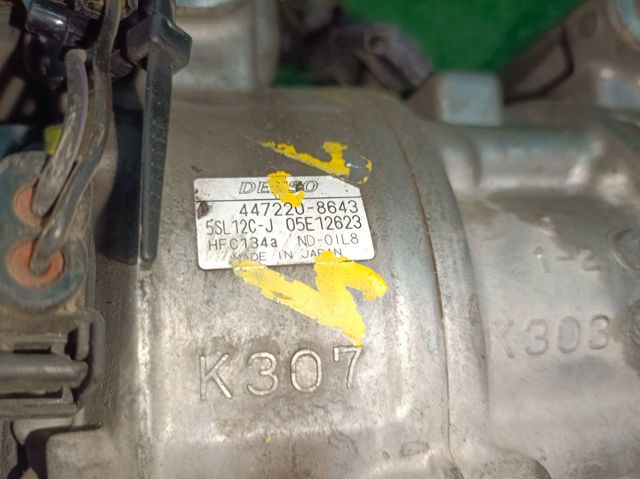 DENSO
447220-8643
5SL12C-J 05E12623
HFC134a ND-OIL8
MADE IN JAPAN
1-2
K307
K303